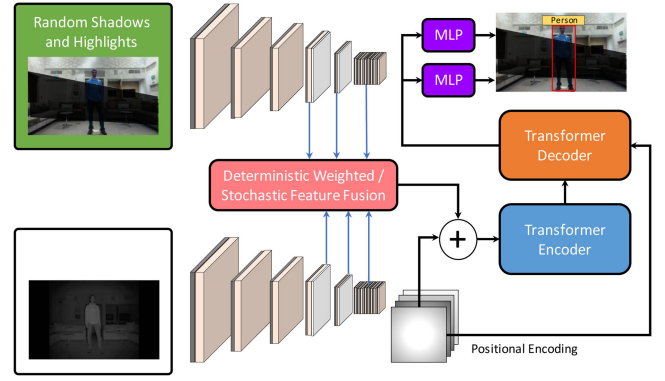 Random Shadows
and Highlights
MLP
MLP
Person
Transformer
Decoder
Deterministic Weighted /
Stochastic Feature Fusion
+
Transformer
Encoder
Positional Encoding